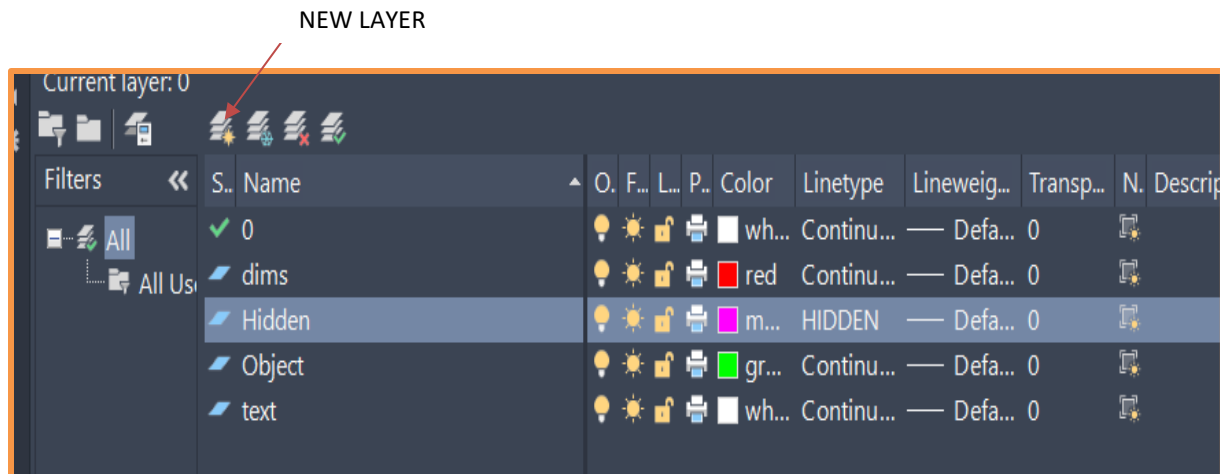 NEW LAYER
Current layer: 0
Filters S.. Name O. F... L... P.. Color Linetype Lineweig... Transp... N. Descrip
All 0 wh... Continu... Defa... 0
All Us dims red Continu... Defa... 0
Hidden m... HIDDEN Defa... 0
Object gr... Continu... Defa... 0
text wh... Continu... Defa... 0